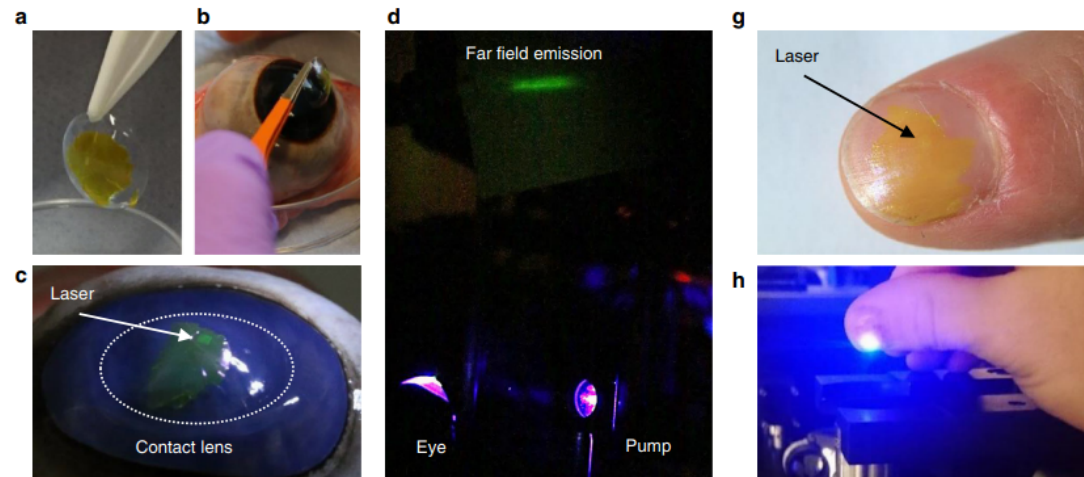 a
b
c
Laser
Contact lens
d
Far field emission
Eye
Pump
g
Laser
h